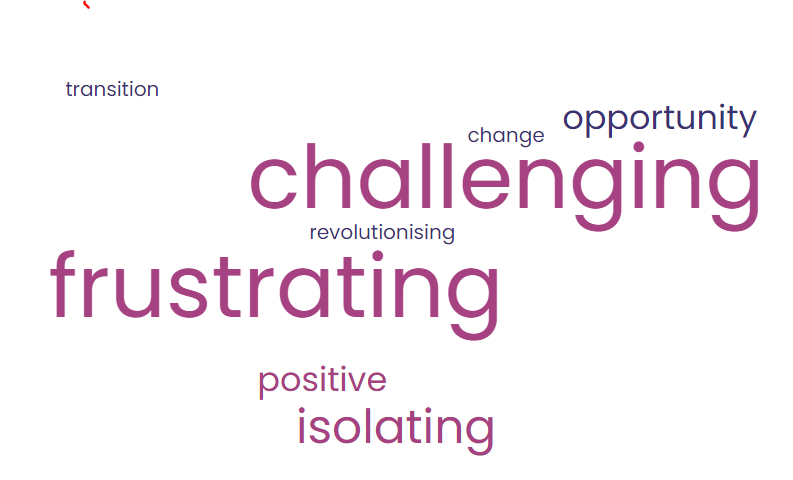 transition
opportunity
change
challenging
revolutionising
frustrating
positive
isolating